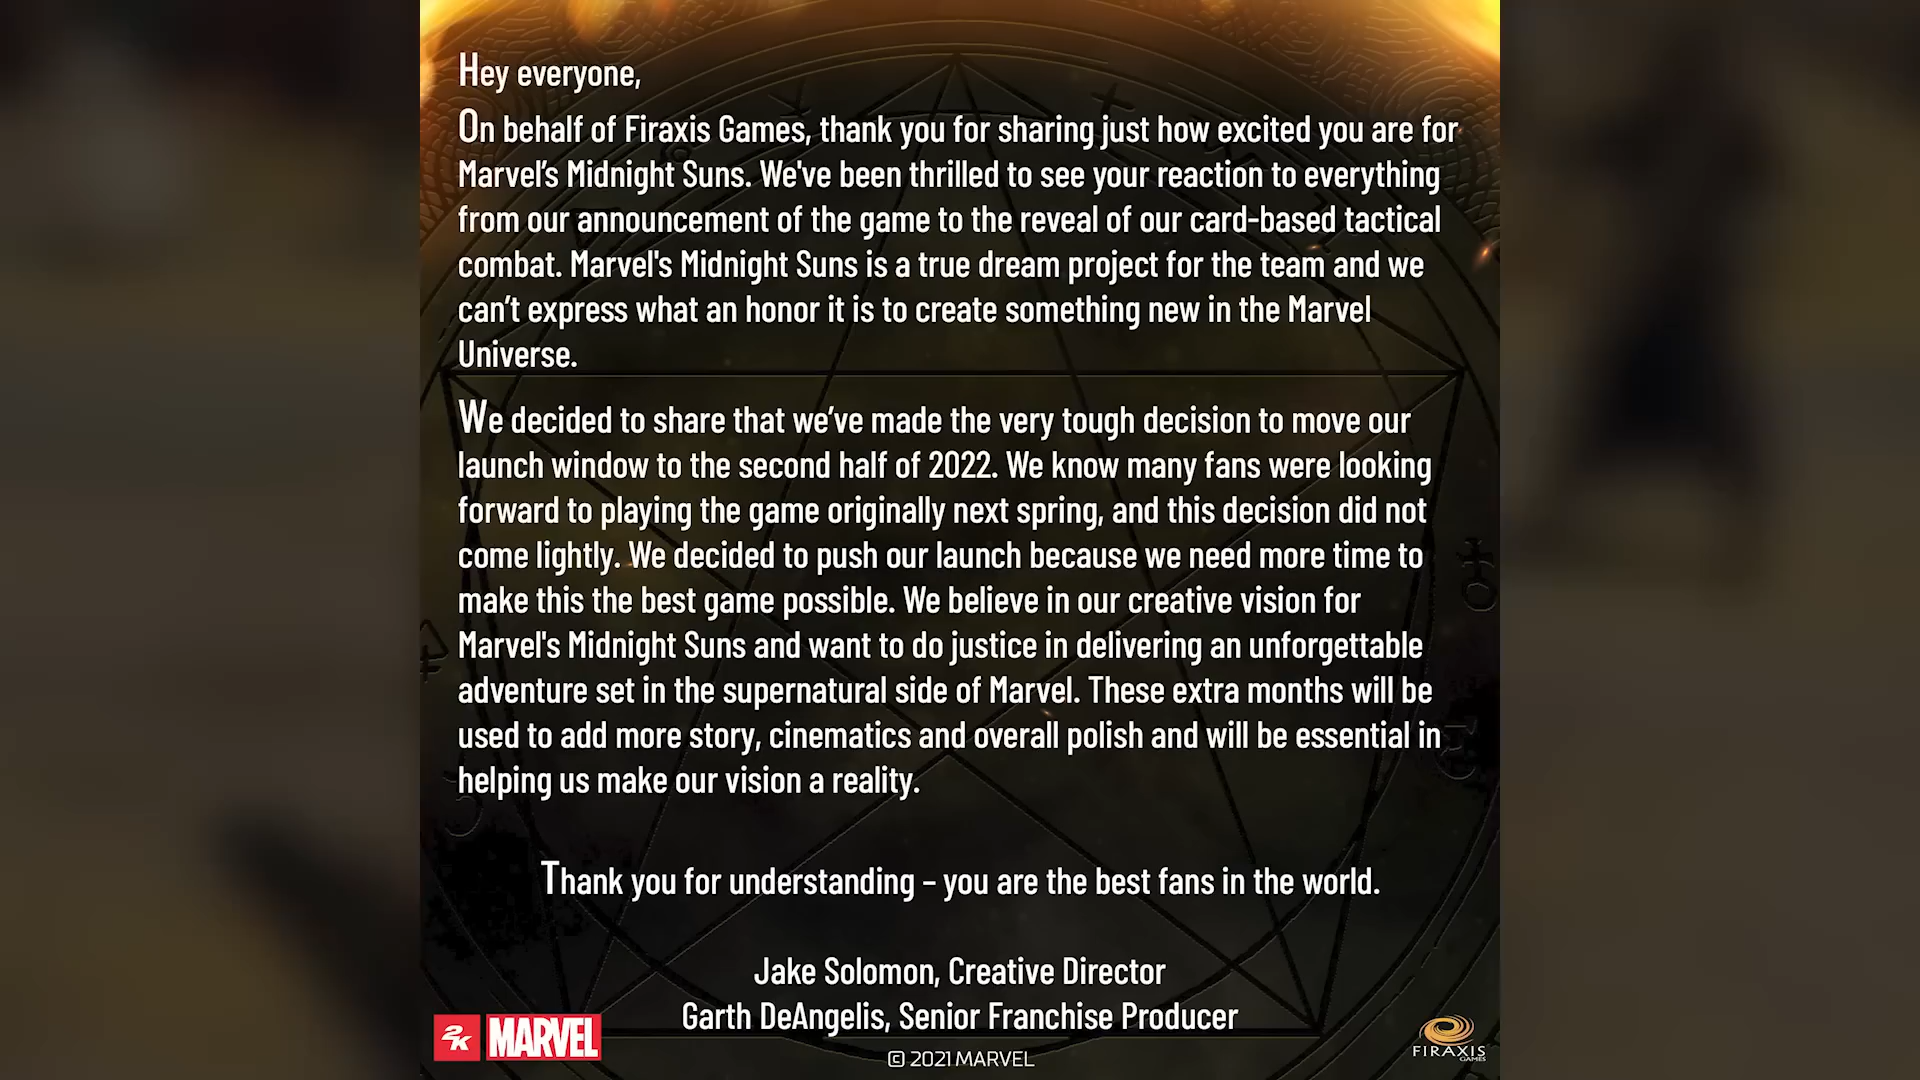 Hey everyone,
On behalf of Firaxis Games, thank you for sharing just how excited you are for
Marvel’s Midnight Suns. We've been thrilled to see your reaction to everything
from our announcement of the game to the reveal of our card-based tactical
combat. Marvel's Midnight Suns is a true dream project for the team and we
can’t express what an honor it is to create something new in the Marvel
Universe.
We decided to share that we’ve made the very tough decision to move our
launch window to the second half of 2022. We know many fans were looking
forward to playing the game originally next spring, and this decision did not
come lightly. We decided to push our launch because we need more time to
make this the best game possible. We believe in our creative vision for
Marvel's Midnight Suns and want to do justice in delivering an unforgettable
adventure set in the supernatural side of Marvel. These extra months will be
used to add more story, cinematics and overall polish and will be essential in
helping us make our vision a reality.
Thank you for understanding – you are the best fans in the world.
Jake Solomon, Creative Director
Garth DeAngelis, Senior Franchise Producer
2K MARVEL
© 2021 MARVEL
FIRAXIS
GAMES